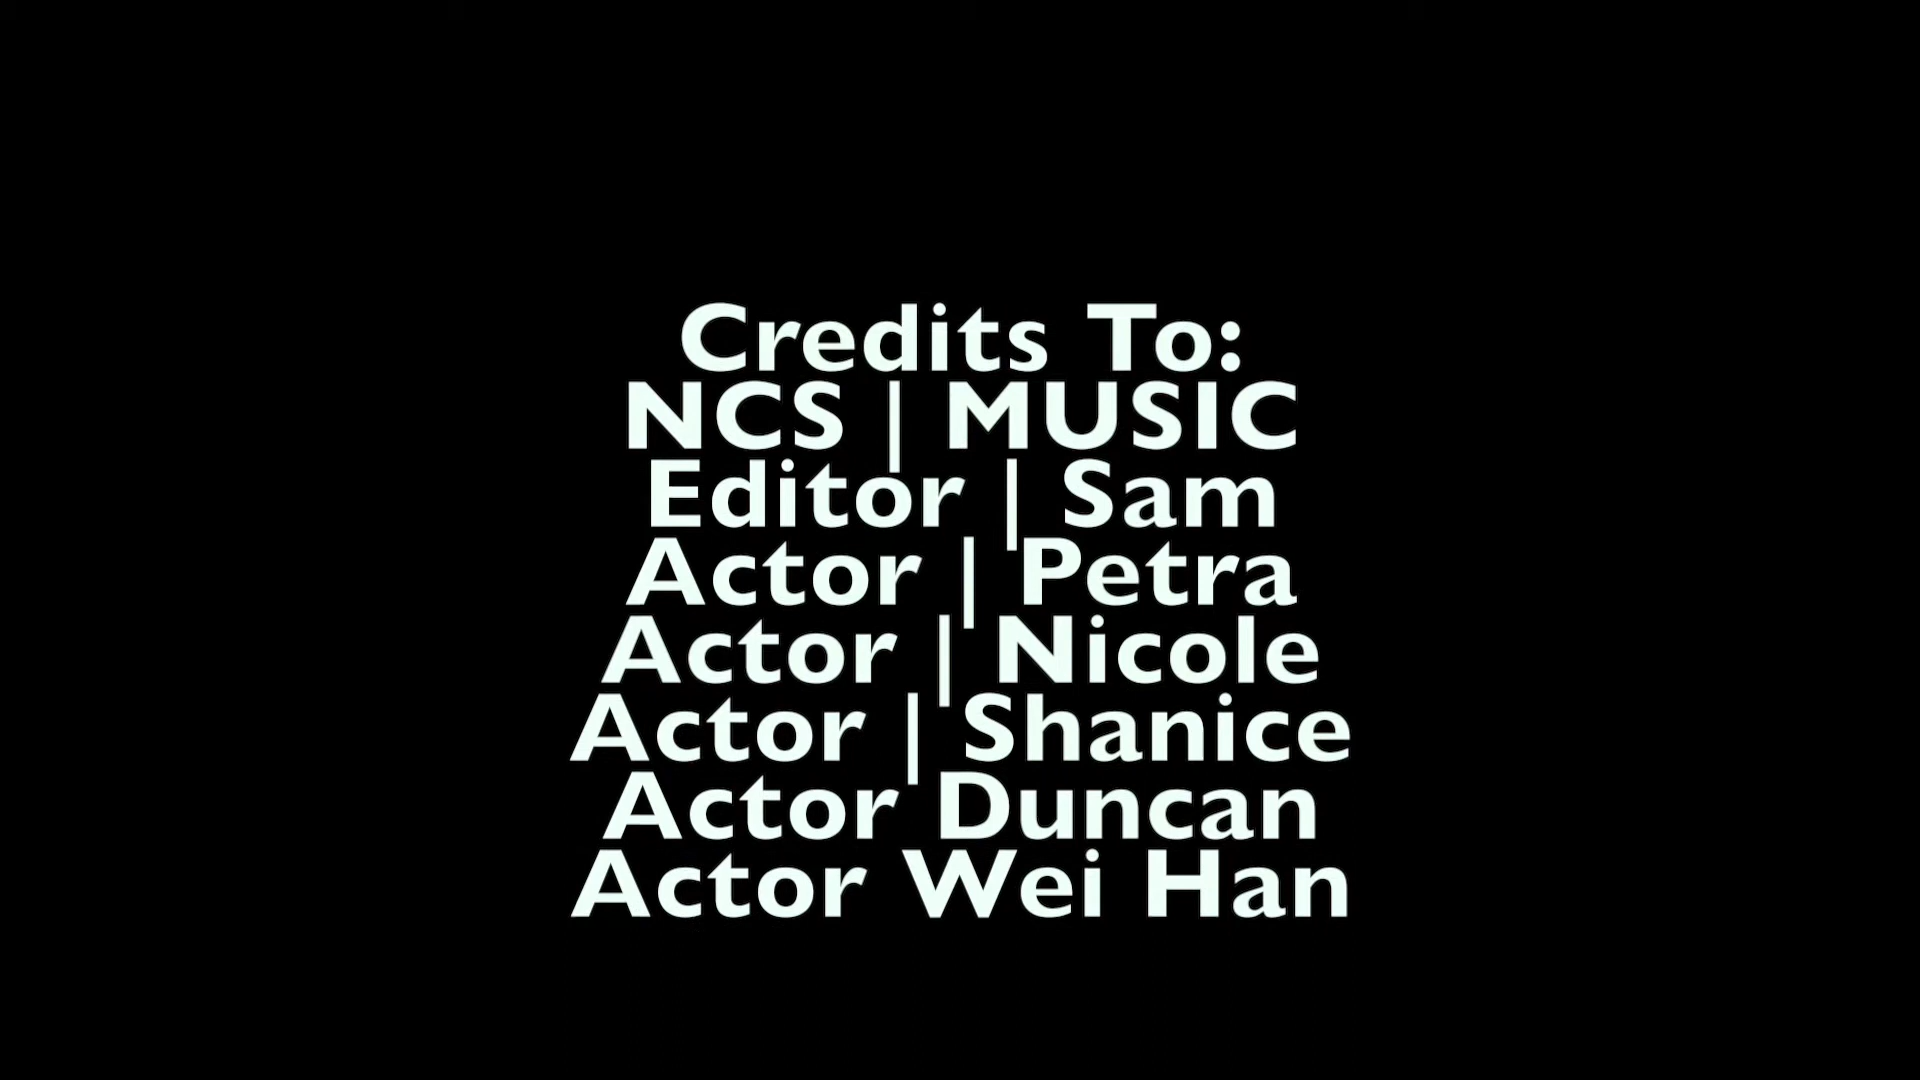 Credits To:
NCS | MUSIC
Editor | Sam
Actor | Petra
Actor | Nicole
Actor | Shanice
Actor Duncan
Actor Wei Han